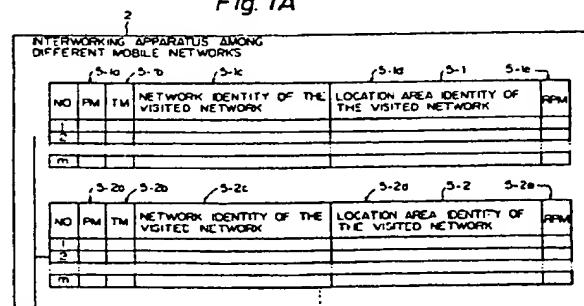 Fig. 1A
2
INTERWORKING APPARATUS AMONG
DIFFERENT MOBILE NETWORKS
5-1a 5-1b 5-1c 5-1d 5-1 5-1e
NO PM TM NETWORK IDENTITY OF THE VISITED NETWORK LOCATION AREA IDENTITY OF THE VISITED NETWORK RPM
1
2
m
5-2a 5-2b 5-2c 5-2d 5-2 5-2e
NO PM TM NETWORK IDENTITY OF THE VISITED NETWORK LOCATION AREA IDENTITY OF THE VISITED NETWORK RPM
1
2
m